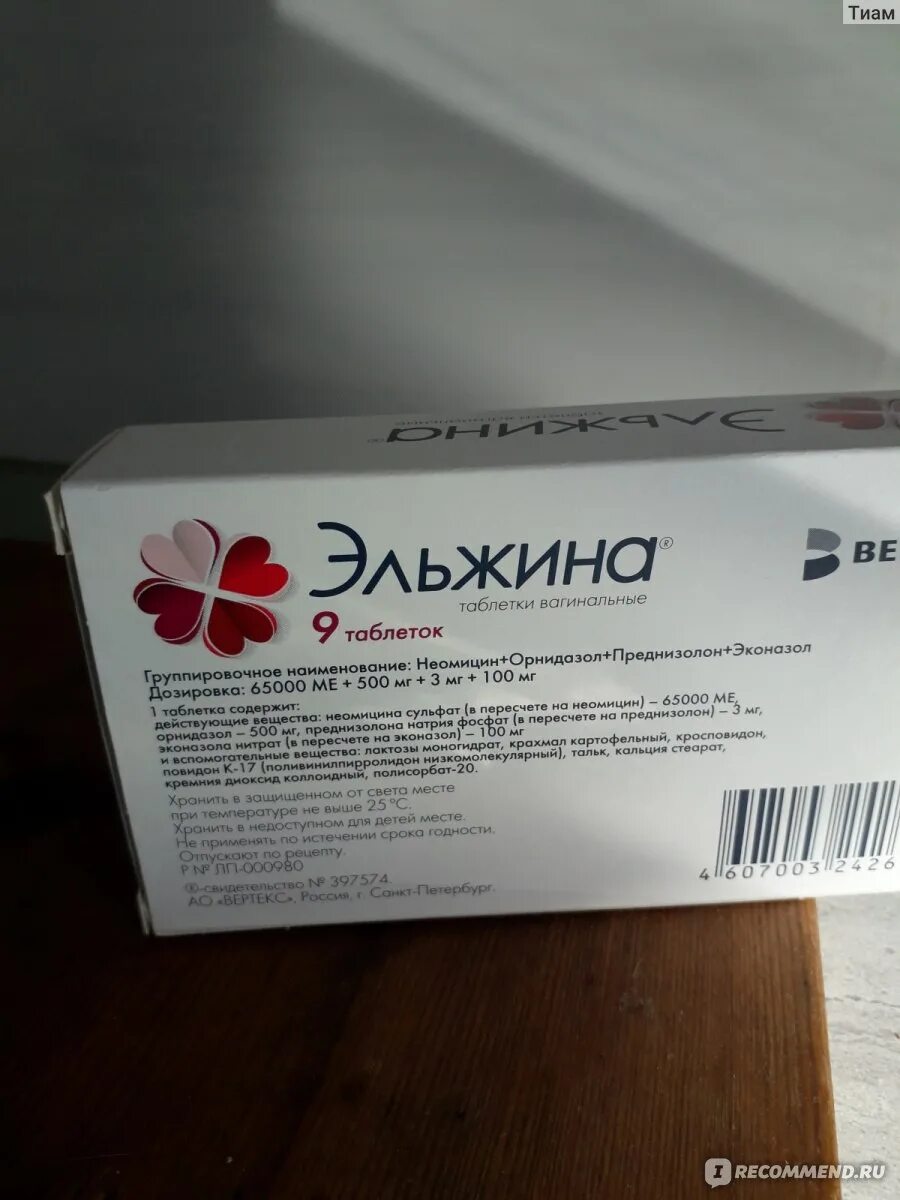 Тиам
Эльжина®
таблетки вагинальные
Эльжина®
таблетки вагинальные
9 таблеток
ВЕ
Группировочное наименование: Неомицин+Орнидазол+Преднизолон+Эконазол
Дозировка: 65000 МЕ + 500 мг + 3 мг + 100 мг
1 таблетка содержит:
действующие вещества: неомицина сульфат (в пересчете на неомицин) – 65000 МЕ,
орнидазол – 500 мг, преднизолона натрия фосфат (в пересчете на преднизолон) – 3 мг,
эконазола нитрат (в пересчете на эконазол) – 100 мг
и вспомогательные вещества: лактозы моногидрат, крахмал картофельный, кросповидон,
повидон К-17 (поливинилпирролидон низкомолекулярный), тальк, кальция стеарат,
кремния диоксид коллоидный, полисорбат-20.
Хранить в защищенном от света месте
при температуре не выше 25 °С.
Хранить в недоступном для детей месте.
Не применять по истечении срока годности.
Отпускают по рецепту.
Р № ЛП-000980
®-свидетельство № 397574
АО «ВЕРТЕКС», Россия, г. Санкт-Петербург.
4 607003 2426
IRECOMMEND.RU